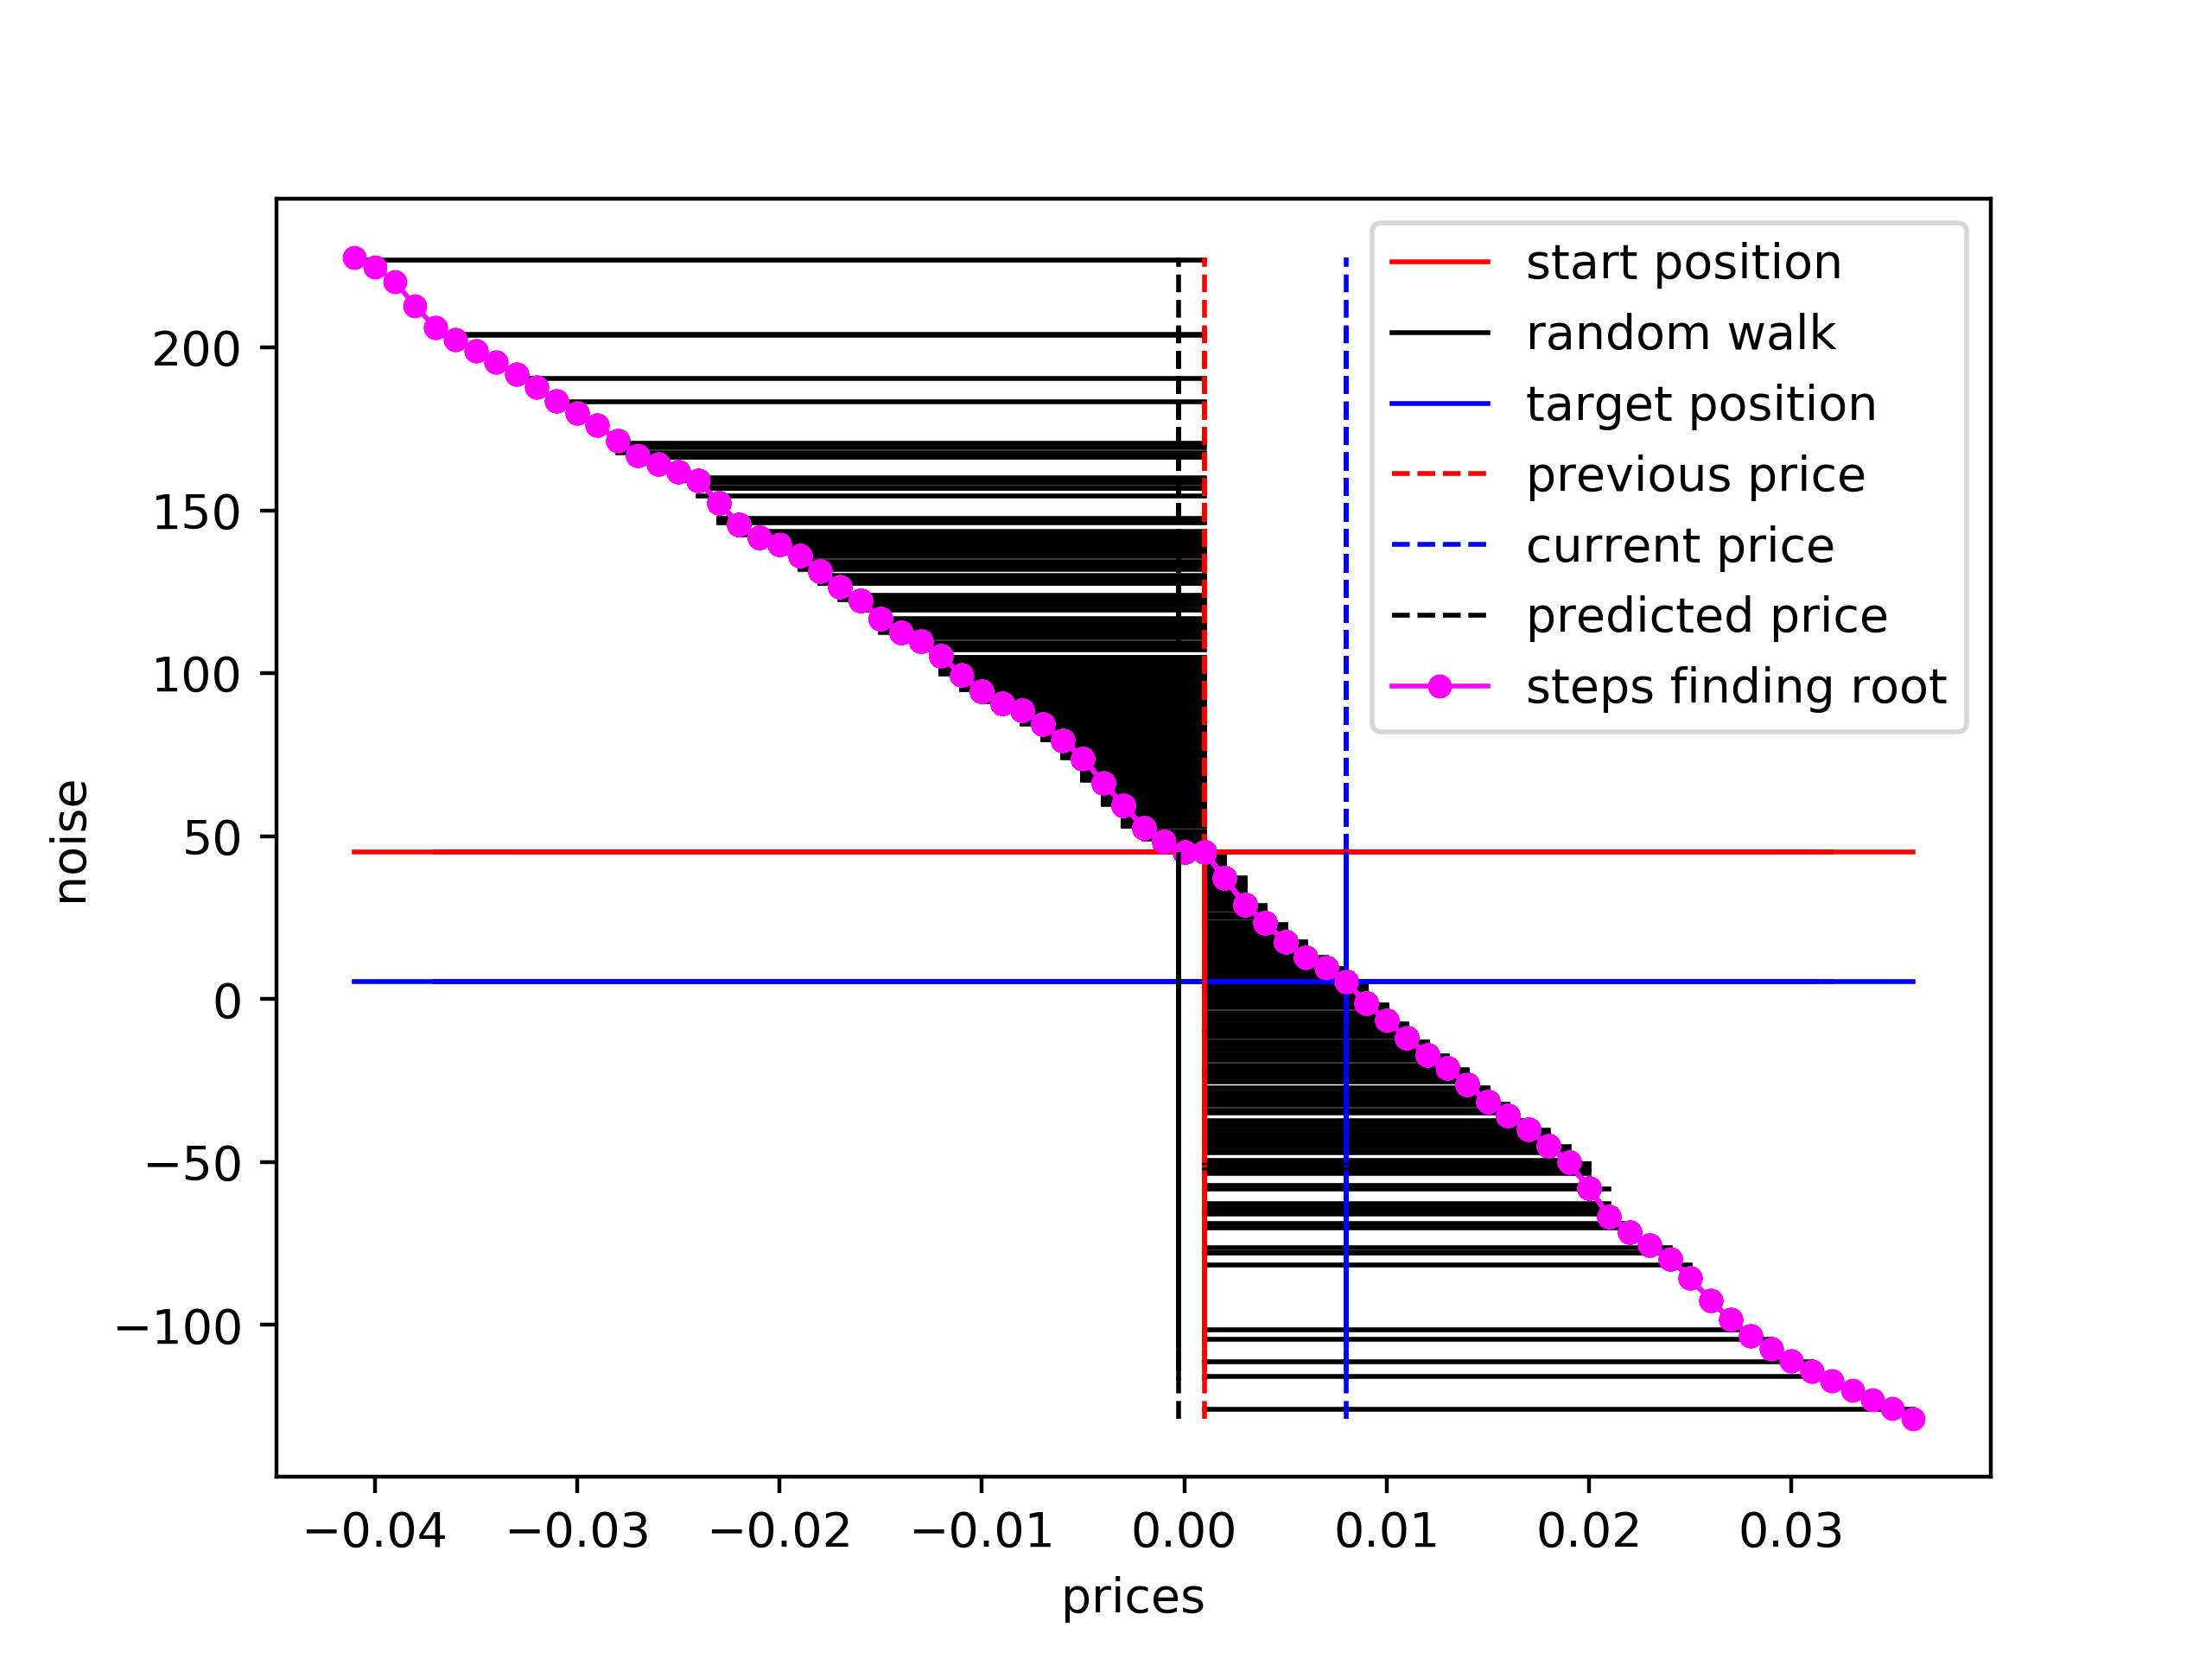 start position
random walk
target position
previous price
current price
predicted price
steps finding root
200
150
100
50
0
−50
−100
noise
−0.04 −0.03 −0.02 −0.01 0.00 0.01 0.02 0.03
prices